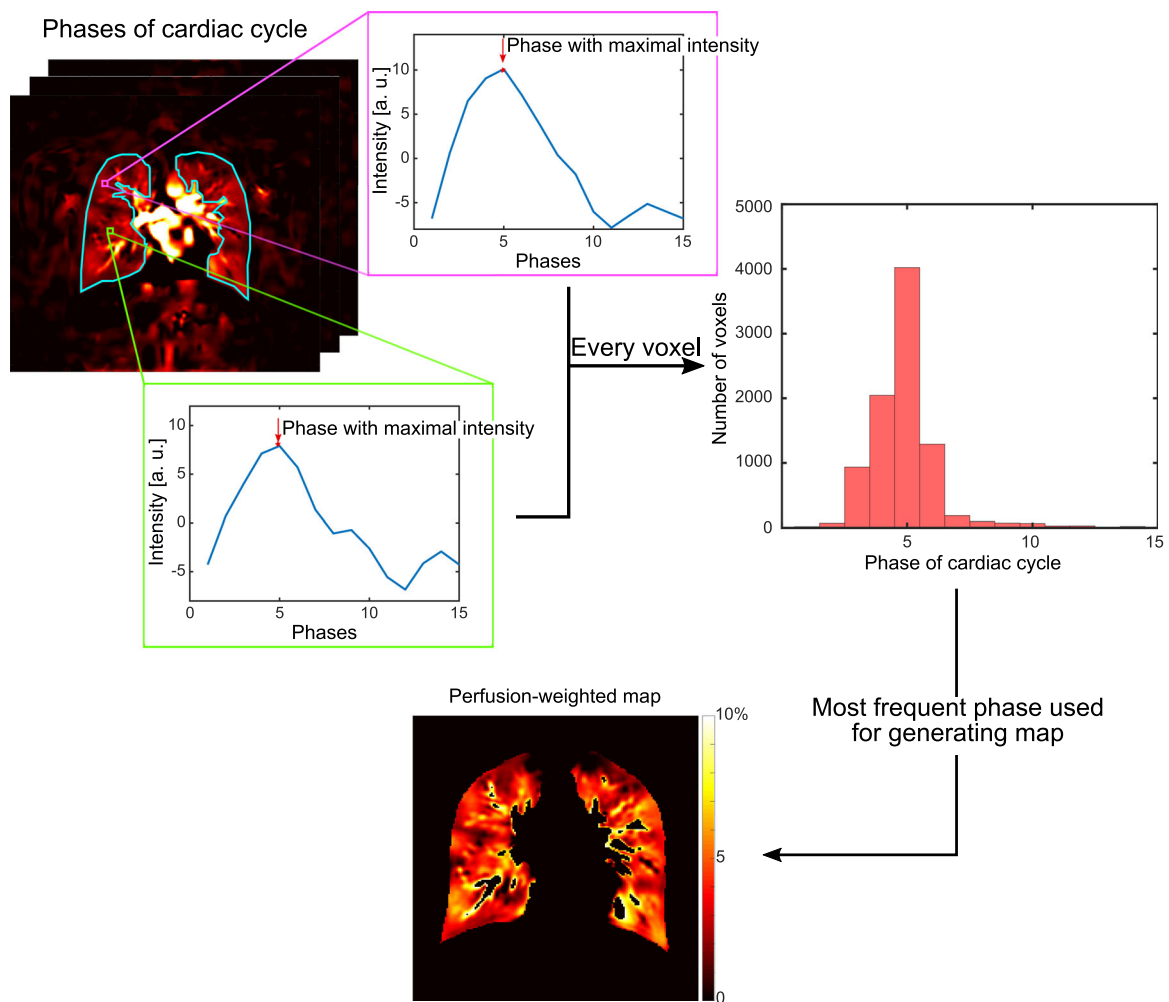 Phases of cardiac cycle
Phase with maximal intensity
Intensity [a. u.]
10
5
0
-5
0
5
10
15
Phases
Every voxel
Phase with maximal intensity
Intensity [a. u.]
10
5
0
-5
0
5
10
15
Phases
Number of voxels
5000
4000
3000
2000
1000
0
5
10
15
Phase of cardiac cycle
Most frequent phase used
for generating map
Perfusion-weighted map
10%
5
0